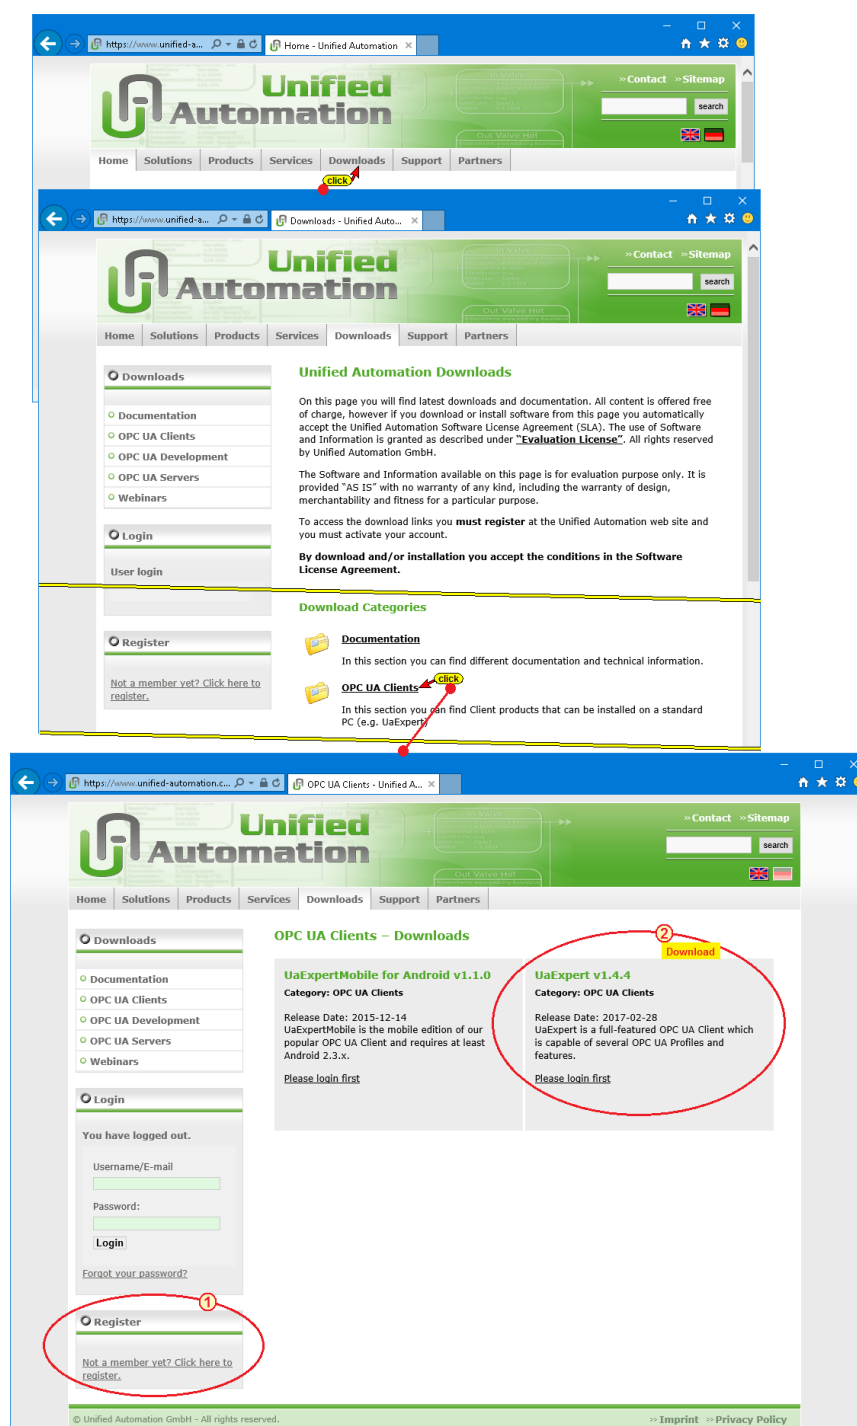 https://www.unified-a...
Home - Unified Automation
Unified
Automation
»Contact »Sitemap
search
Out Valve Hot
Home Solutions Products Services Downloads Support Partners
click
https://www.unified-a...
Downloads - Unified Auto...
Unified
Automation
»Contact »Sitemap
search
Out Valve Hot
Home Solutions Products Services Downloads Support Partners
Downloads
Documentation
OPC UA Clients
OPC UA Development
OPC UA Servers
Webinars
Login
User login
Register
Not a member yet? Click here to
register.
Unified Automation Downloads
On this page you will find latest downloads and documentation. All content is offered free
of charge, however if you download or install software from this page you automatically
accept the Unified Automation Software License Agreement (SLA). The use of Software
and Information is granted as described under "Evaluation License". All rights reserved
by Unified Automation GmbH.
The Software and Information available on this page is for evaluation purpose only. It is
provided "AS IS" with no warranty of any kind, including the warranty of design,
merchantability and fitness for a particular purpose.
To access the download links you must register at the Unified Automation web site and
you must activate your account.
By download and/or installation you accept the conditions in the Software
License Agreement.
Download Categories
Documentation
In this section you can find different documentation and technical information.
OPC UA Clients
click
In this section you can find Client products that can be installed on a standard
PC (e.g. UaExpert)
https://www.unified-automation.c...
OPC UA Clients - Unified A...
Unified
Automation
»Contact »Sitemap
search
Out Valve Hot
Home Solutions Products Services Downloads Support Partners
Downloads
Documentation
OPC UA Clients
OPC UA Development
OPC UA Servers
Webinars
Login
You have logged out.
Username/E-mail
Password:
Login
Forgot your password?
1
Register
Not a member yet? Click here to
register.
OPC UA Clients – Downloads
2
Download
UaExpertMobile for Android v1.1.0
Category: OPC UA Clients
Release Date: 2015-12-14
UaExpertMobile is the mobile edition of our
popular OPC UA Client and requires at least
Android 2.3.x.
Please login first
UaExpert v1.4.4
Category: OPC UA Clients
Release Date: 2017-02-28
UaExpert is a full-featured OPC UA Client which
is capable of several OPC UA Profiles and
features.
Please login first
© Unified Automation GmbH - All rights reserved.
»Imprint »Privacy Policy